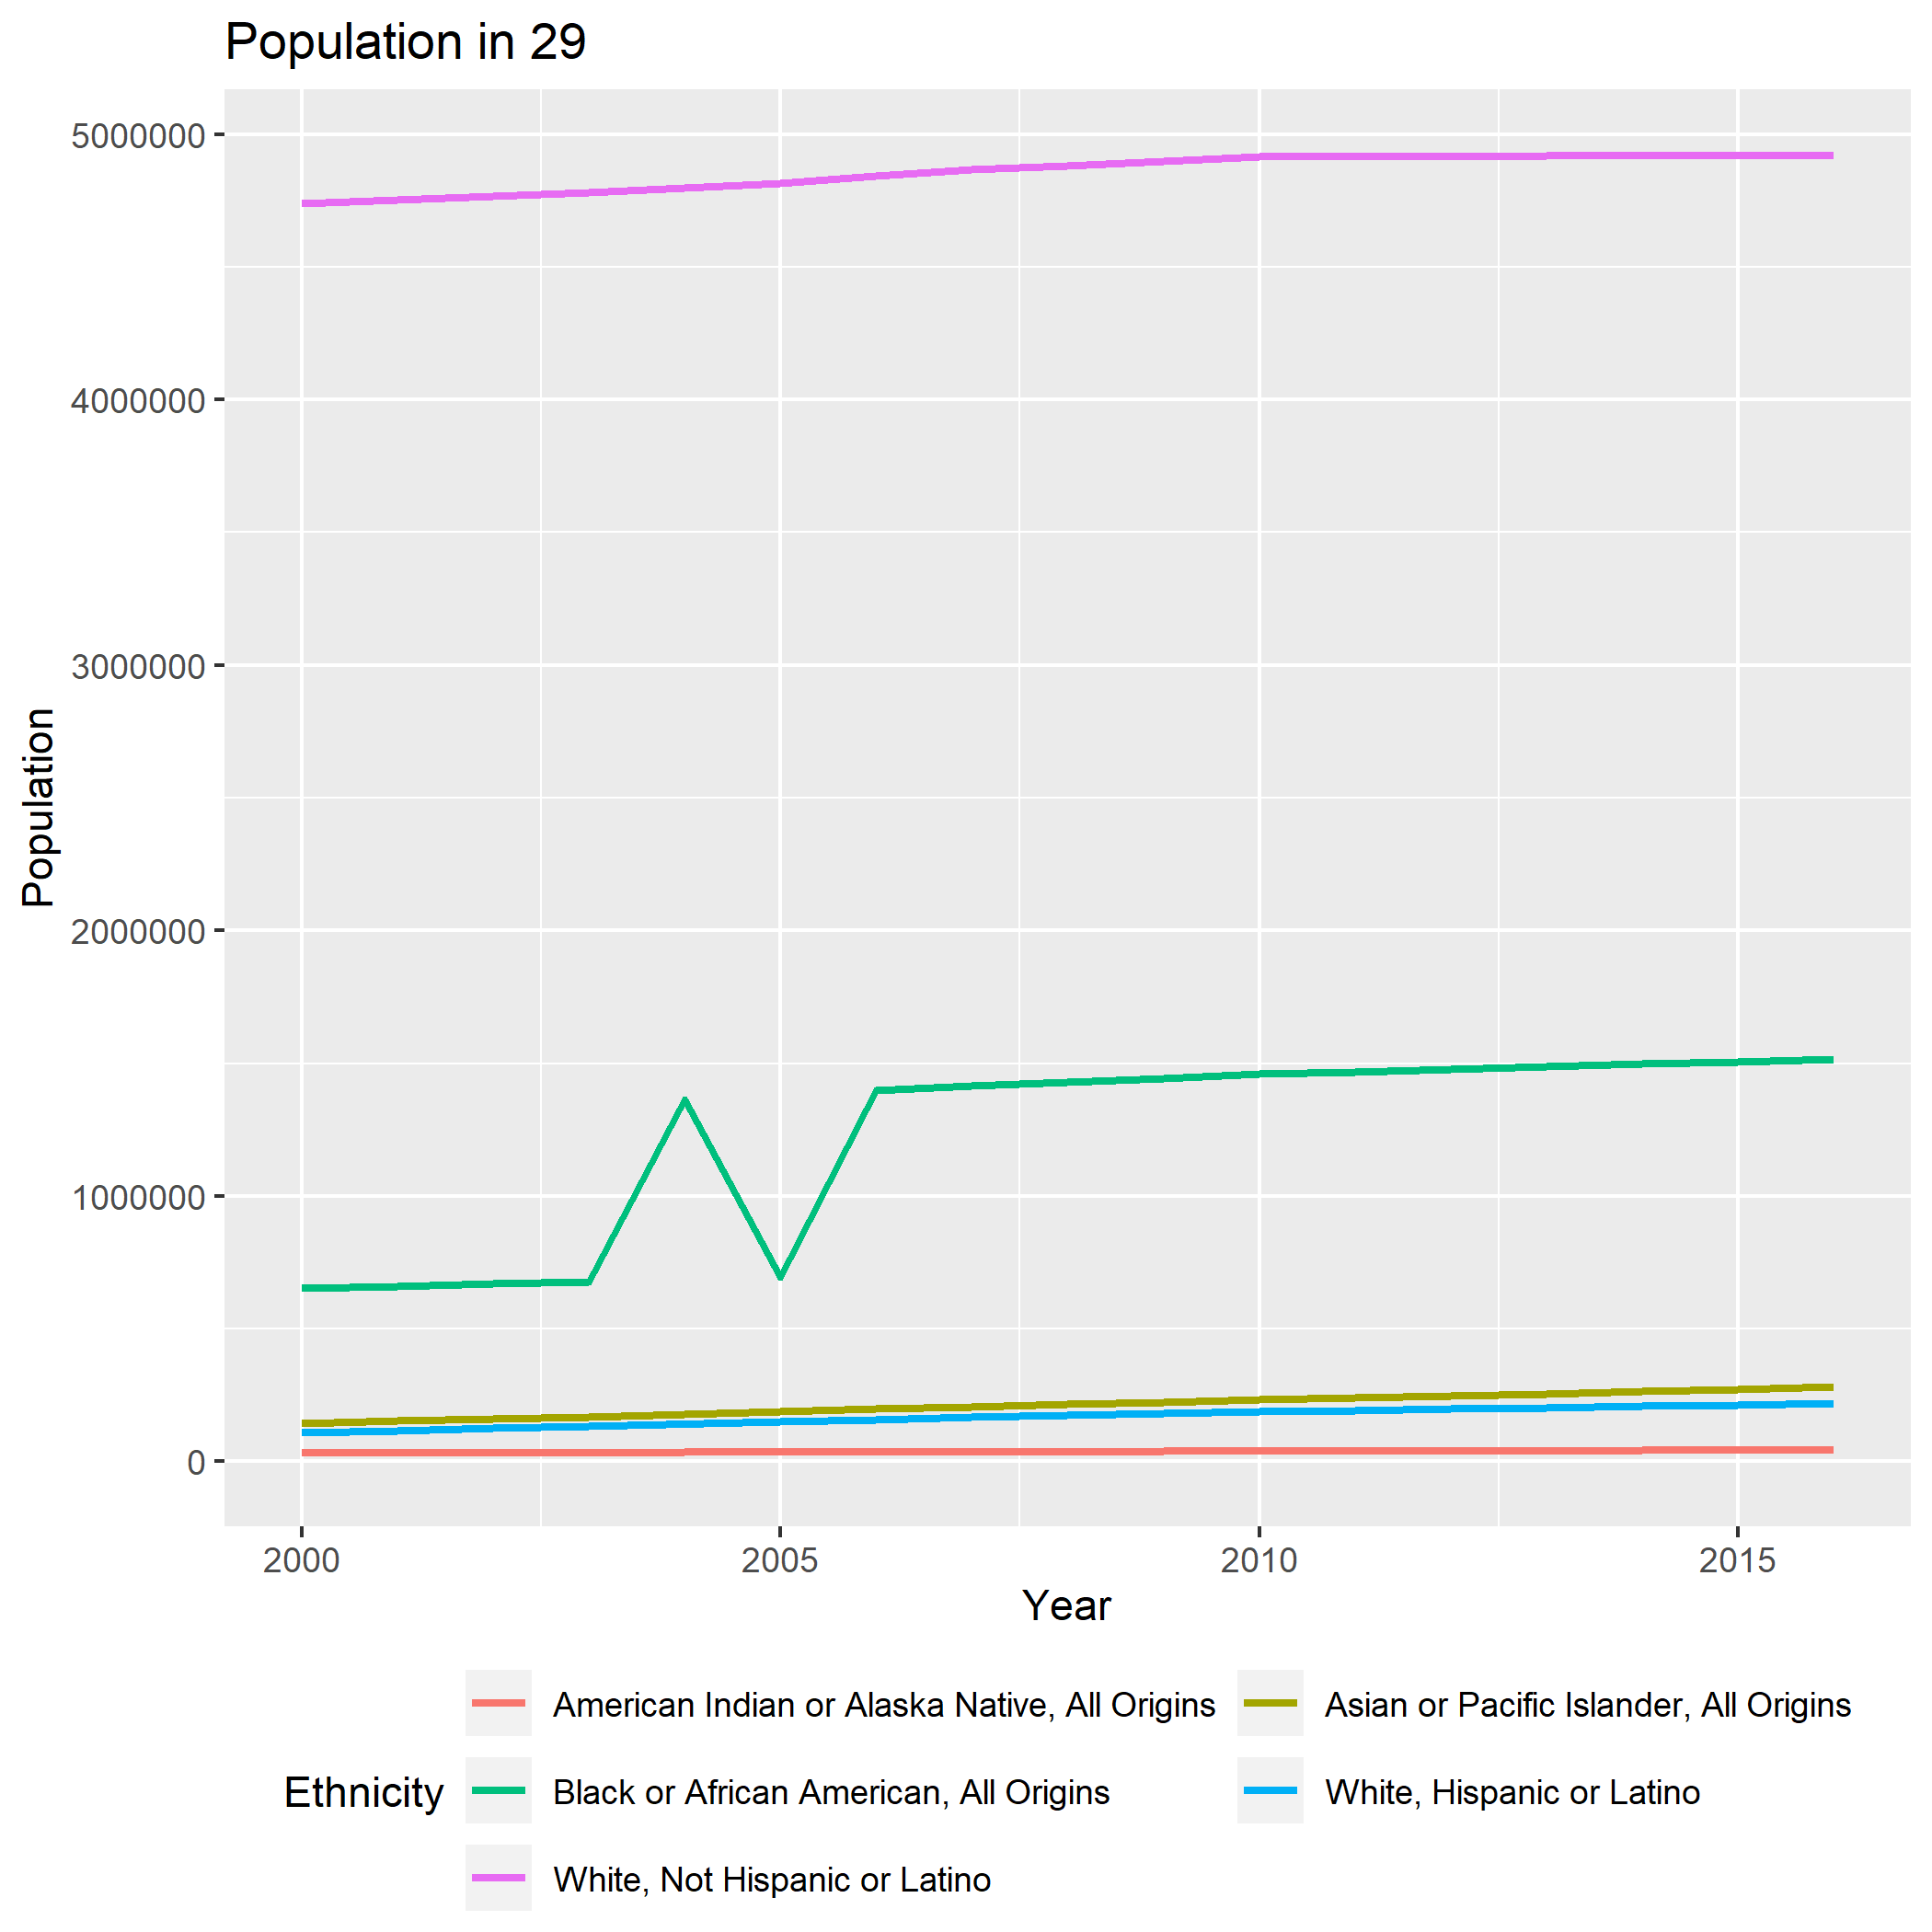 Population in 29
5000000
4000000
3000000
2000000
1000000
0
Population
2000 2005 2010 2015
Year
Ethnicity
American Indian or Alaska Native, All Origins
Asian or Pacific Islander, All Origins
Black or African American, All Origins
White, Hispanic or Latino
White, Not Hispanic or Latino